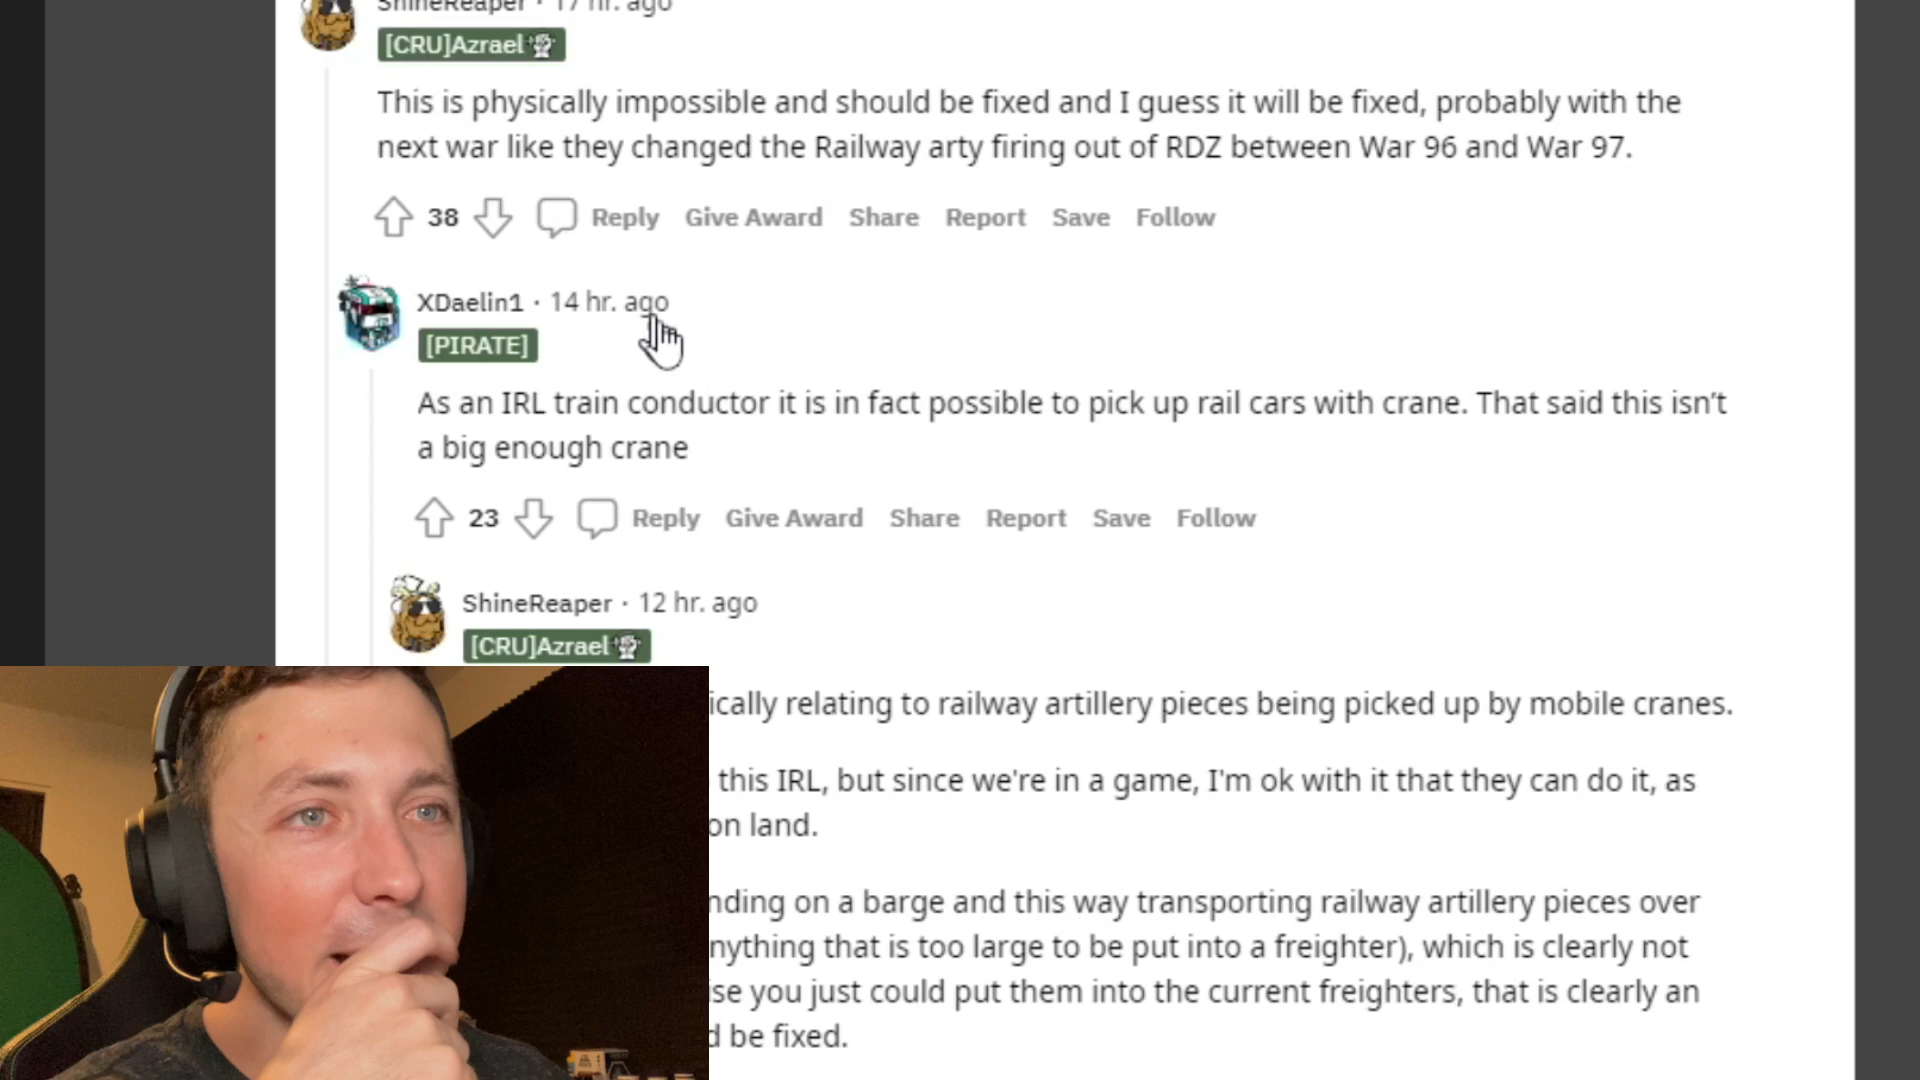 ShineReaper · 17 hr. ago
[CRU]Azrael
This is physically impossible and should be fixed and I guess it will be fixed, probably with the
next war like they changed the Railway arty firing out of RDZ between War 96 and War 97.
38 Reply Give Award Share Report Save Follow
XDaelin1 · 14 hr. ago
[PIRATE]
As an IRL train conductor it is in fact possible to pick up rail cars with crane. That said this isn't
a big enough crane
23 Reply Give Award Share Report Save Follow
ShineReaper · 12 hr. ago
[CRU]Azrael
ically relating to railway artillery pieces being picked up by mobile cranes.
this IRL, but since we're in a game, I'm ok with it that they can do it, as
on land.
nding on a barge and this way transporting railway artillery pieces over
nything that is too large to be put into a freighter), which is clearly not
se you just could put them into the current freighters, that is clearly an
d be fixed.